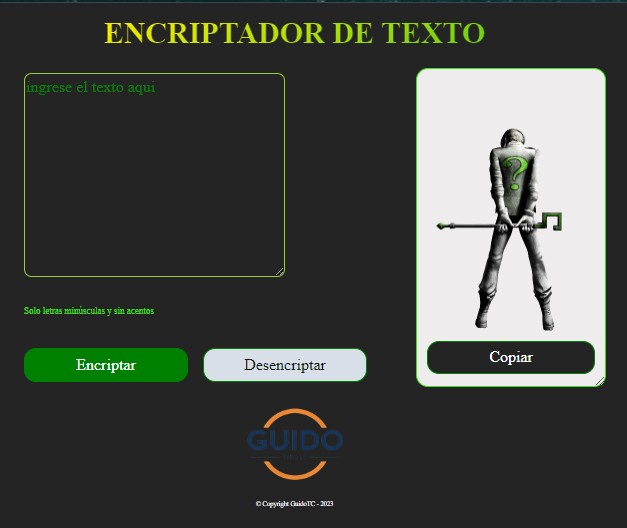 ENCRIPTADOR DE TEXTO
ingrese el texto aqui
?
Solo letras minúsculas y sin acentos
Encriptar
Desencriptar
Copiar
GUIDO
© Copyright GuidoTC - 2023